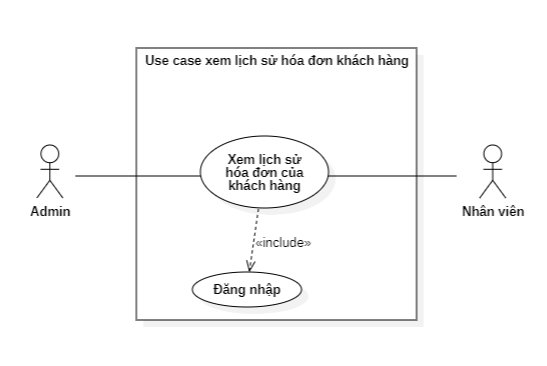 Use case xem lịch sử hóa đơn khách hàng
Xem lịch sử
hóa đơn của
khách hàng
Admin
Nhân viên
«include»
Đăng nhập